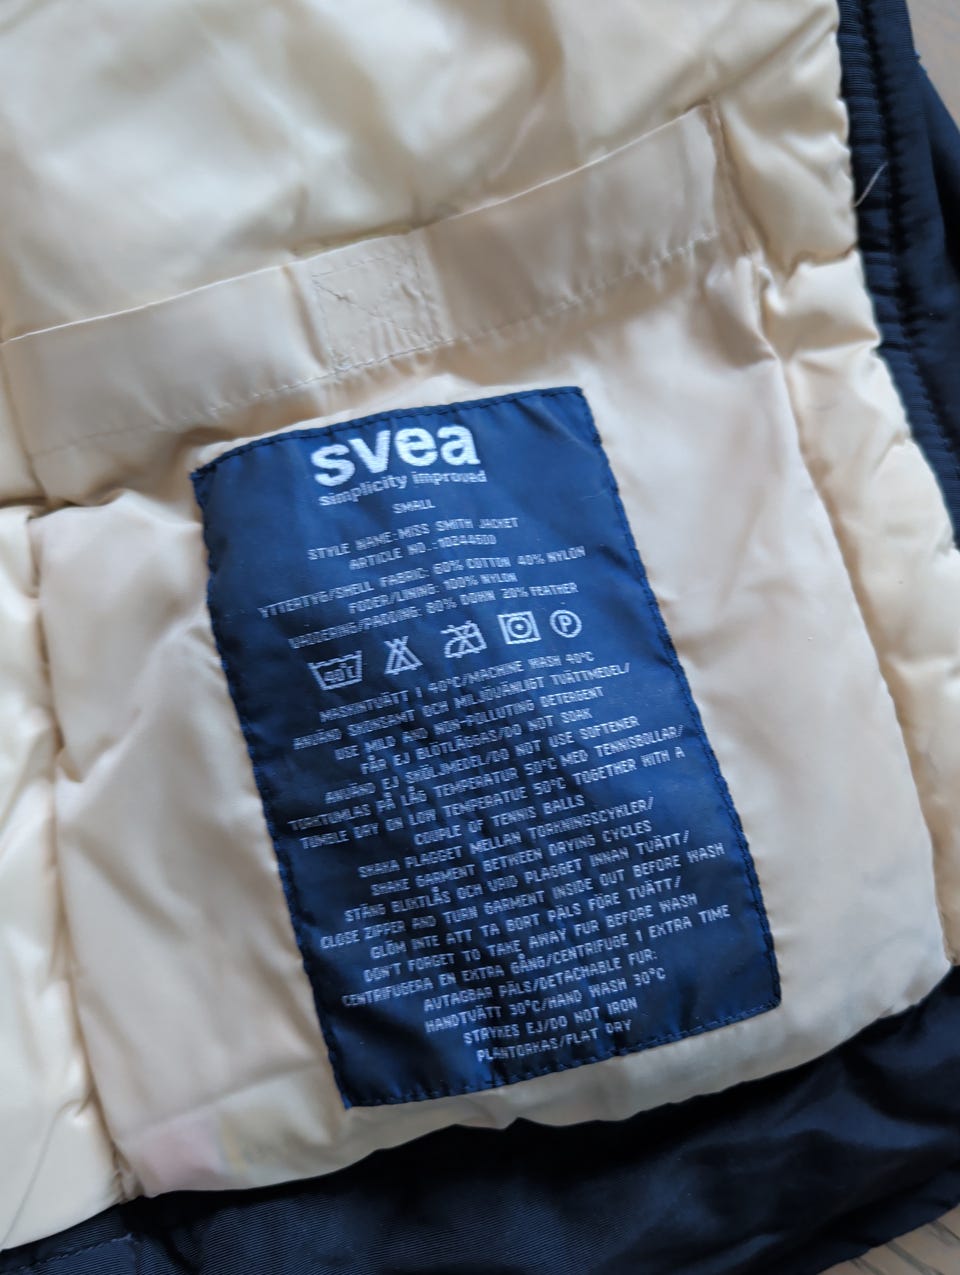 svea
simplicity improved
SMALL
STYLE NAME:MISS SMITH JACKET
ARTICLE NO.:10244500
YTTERTYG/SHELL FABRIC: 60% COTTON 40% NYLON
FODER/LINING: 100% NYLON
VADDERING/PADDING: 80% DOWN 20% FEATHER
40°C P
MASKINTVÄTT I 40°C/MACHINE WASH 40°C
ANVÄND SKONSAMT OCH MILJÖVÄNLIGT TVÄTTMEDEL/
USE MILD AND NON-POLLUTING DETERGENT
FÅR EJ BLÖTLÄGGAS/DO NOT SOAK
ANVÄND EJ SKÖLJMEDEL/DO NOT USE SOFTENER
TORKTUMLAS PÅ LÅG TEMPERATUR 50°C MED TENNISBOLLAR/
TUMBLE DRY ON LOW TEMPERATUE 50°C TOGETHER WITH A
COUPLE OF TENNIS BALLS
SKAKA PLAGGET MELLAN TORKNINGSCYKLER/
SHAKE GARMENT BETWEEN DRYING CYCLES
STÄNG BLIXTLÅS OCH VRID PLAGGET INNAN TVÄTT/
CLOSE ZIPPER AND TURN GARMENT INSIDE OUT BEFORE WASH
GLÖM INTE ATT TA BORT PÄLS FÖRE TVÄTT/
DON'T FORGET TO TAKE AWAY FUR BEFORE WASH
CENTRIFUGERA EN EXTRA GÅNG/CENTRIFUGE 1 EXTRA TIME
AVTAGBAR PÄLS/DETACHABLE FUR:
HANDTVÄTT 30°C/HAND WASH 30°C
STRYKES EJ/DO NOT IRON
PLANTORKAS/FLAT DRY